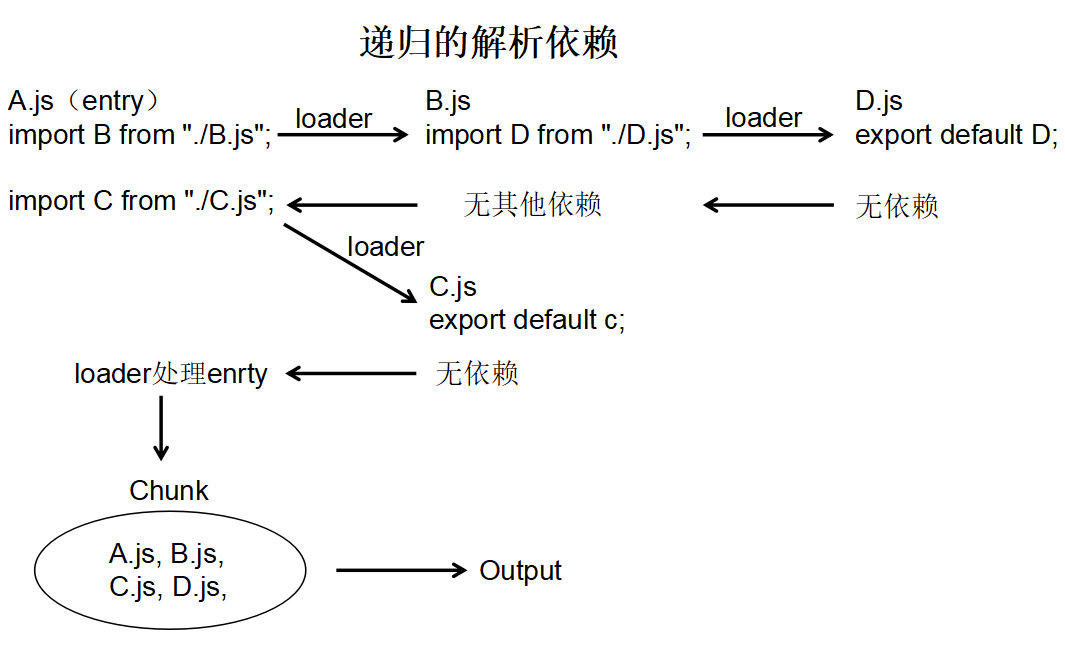 递归的解析依赖
A.js（entry）
import B from "./B.js";
loader
B.js
import D from "./D.js";
loader
D.js
export default D;
import C from "./C.js";
无其他依赖
无依赖
loader
C.js
export default c;
loader处理enrty
无依赖
Chunk
A.js, B.js,
C.js, D.js,
Output